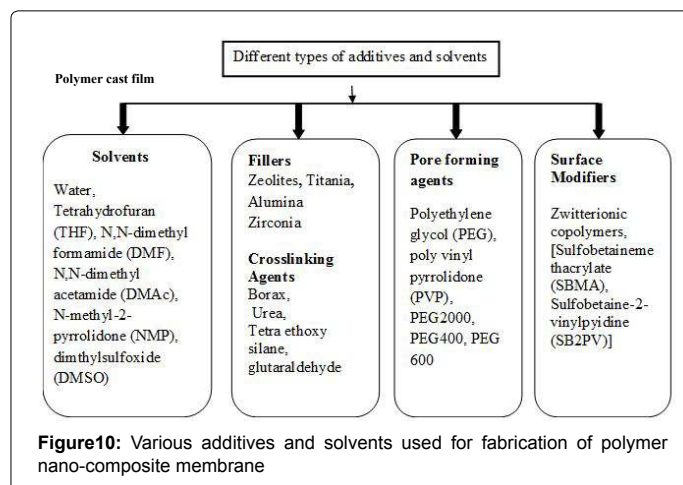 Different types of additives and solvents
Polymer cast film
Solvents
Water,
Tetrahydrofuran
(THF), N,N-dimethyl
formamide (DMF),
N,N-dimethyl
acetamide (DMAc),
N-methyl-2-
pyrrolidone (NMP),
dimthylsulfoxide
(DMSO)
Fillers
Zeolites, Titania,
Alumina
Zirconia
Crosslinking
Agents
Borax,
Urea,
Tetra ethoxy
silane,
glutaraldehyde
Pore forming
agents
Polyethylene
glycol (PEG),
poly vinyl
pyrrolidone
(PVP),
PEG2000,
PEG400, PEG
600
Surface
Modifiers
Zwitterionic
copolymers,
[Sulfobetaineme
thacrylate
(SBMA),
Sulfobetaine-2-
vinylpyidine
(SB2PV)]
Figure10: Various additives and solvents used for fabrication of polymer
nano-composite membrane